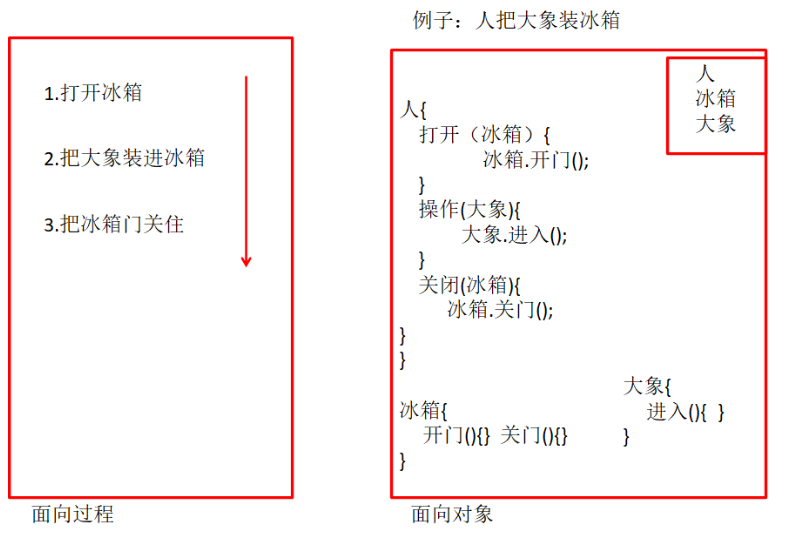 例子：人把大象装冰箱
1.打开冰箱
2.把大象装进冰箱
3.把冰箱门关住
面向过程
人
冰箱
大象
人{
打开（冰箱）{
冰箱.开门();
}
操作(大象){
大象.进入();
}
关闭(冰箱){
冰箱.关门();
}
}
冰箱{
开门(){} 关门(){}
}
大象{
进入(){ }
}
面向对象